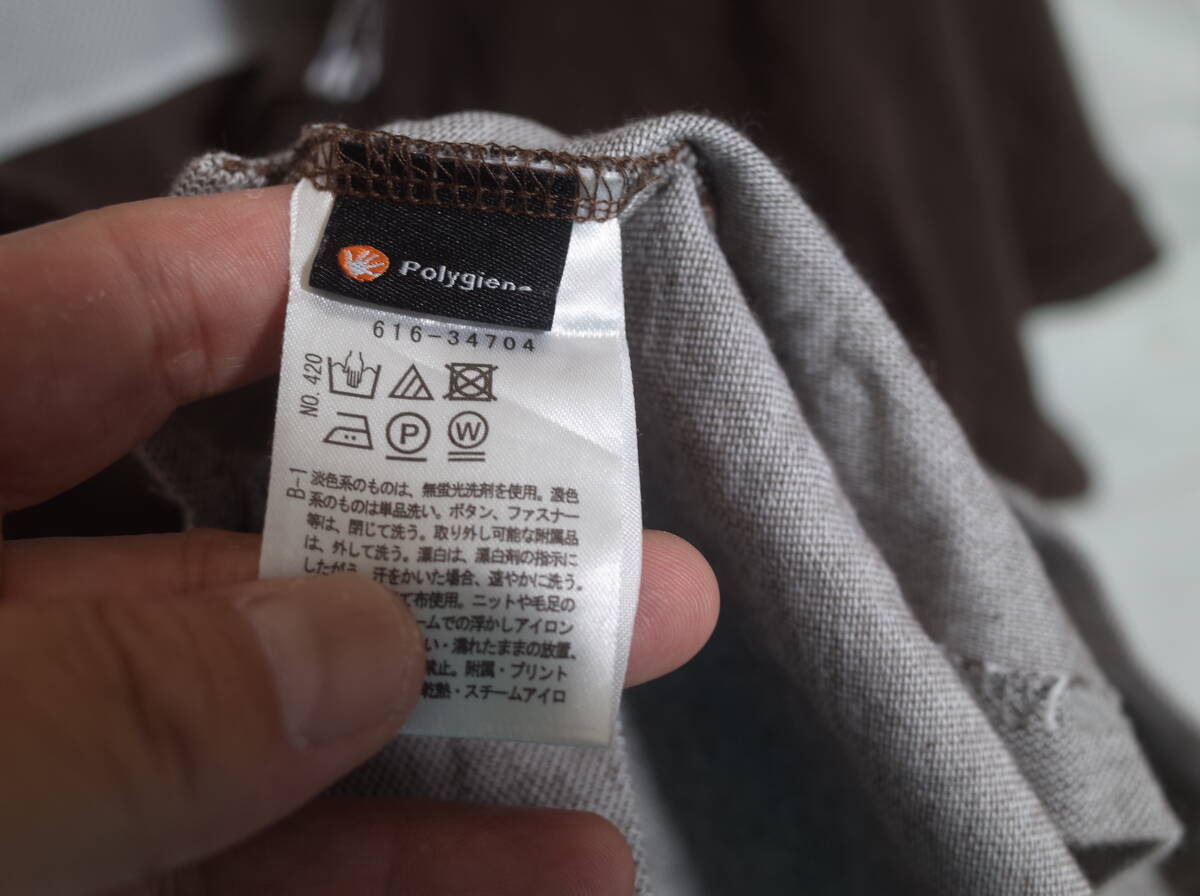 Polygiene
616-34704
NO. 420
P W
B-1
淡色系のものは、無蛍光洗剤を使用。濃色
系のものは単品洗い。ボタン、ファスナー
等は、閉じて洗う。取り外し可能な附属品
は、外して洗う。漂白は、漂白剤の指示に
したがう。汗をかいた場合、速やかに洗う。
て布使用。ニットや毛足の
ームでの浮かしアイロン
い・濡れたままの放置、
禁止。附属・プリント
乾熱・スチームアイロ